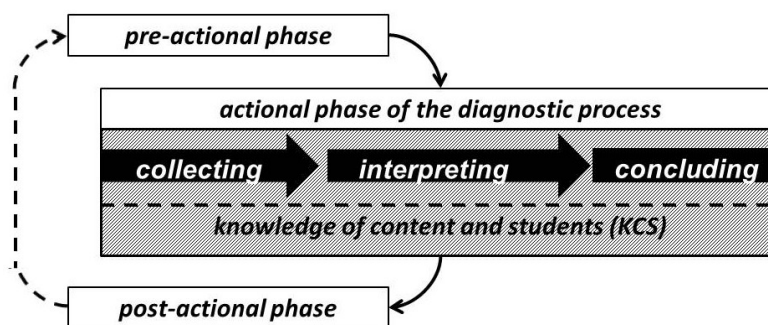 pre-actional phase
actional phase of the diagnostic process
collecting interpreting concluding
knowledge of content and students (KCS)
post-actional phase